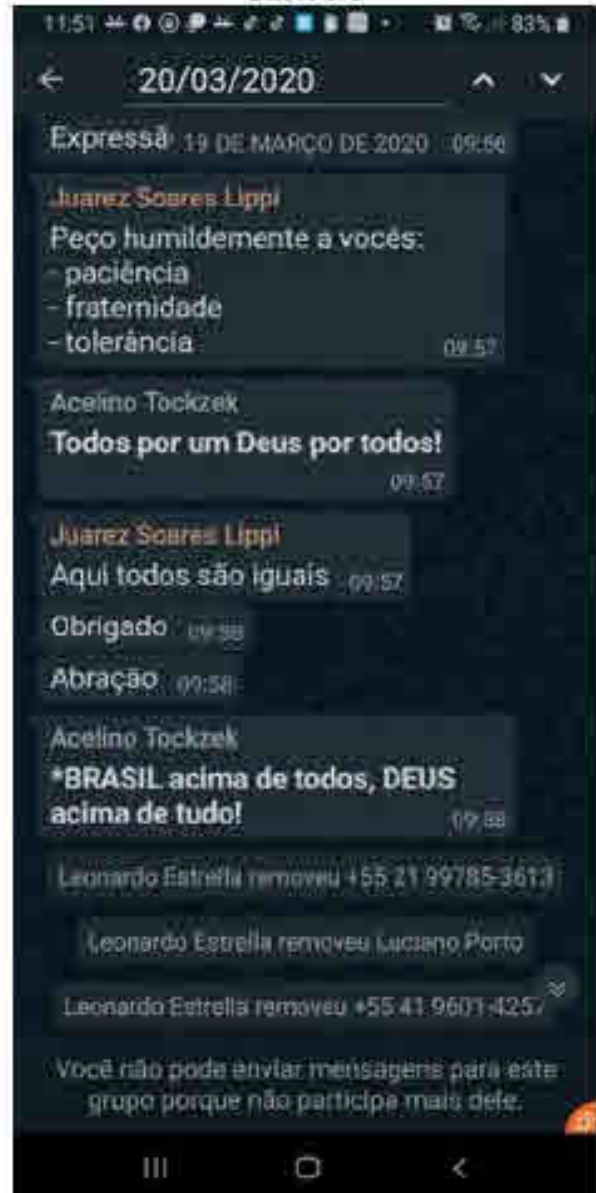 11:51 83%
20/03/2020
Expressã 19 DE MARÇO DE 2020 09:56
Juarez Soares Lippi
Peço humildemente a vocês:
- paciência
- fraternidade
- tolerância 09:57
Acelino Tockzek
Todos por um Deus por todos!
09:57
Juarez Soares Lippi
Aqui todos são iguais 09:57
Obrigado 09:58
Abração 09:58
Acelino Tockzek
*BRASIL acima de todos, DEUS
acima de tudo!
Leonardo Estrella removeu +55 21 99785-3613
Leonardo Estrella removeu Luciano Porto
Leonardo Estrella removeu +55 41 9601-4257
Você não pode enviar mensagens para este
grupo porque não participa mais dele.